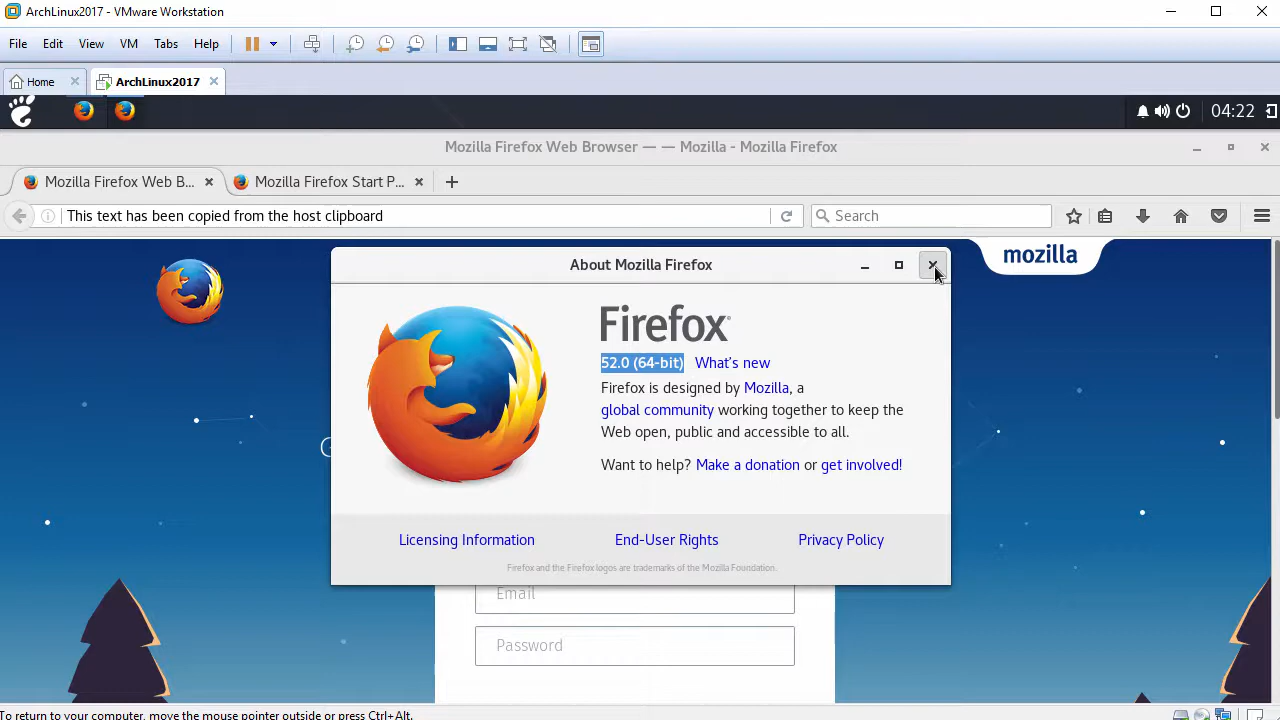 ArchLinux2017 - VMware Workstation
File Edit View VM Tabs Help
Home ArchLinux2017
04:22
Mozilla Firefox Web Browser — — Mozilla - Mozilla Firefox
Mozilla Firefox Web B... Mozilla Firefox Start P...
This text has been copied from the host clipboard Search
mozilla
About Mozilla Firefox
Firefox
52.0 (64-bit) What's new
Firefox is designed by Mozilla, a
global community working together to keep the
Web open, public and accessible to all.
Want to help? Make a donation or get involved!
Licensing Information End-User Rights Privacy Policy
Firefox and the Firefox logos are trademarks of the Mozilla Foundation.
Email
Password
To return to your computer, move the mouse pointer outside or press Ctrl+Alt.